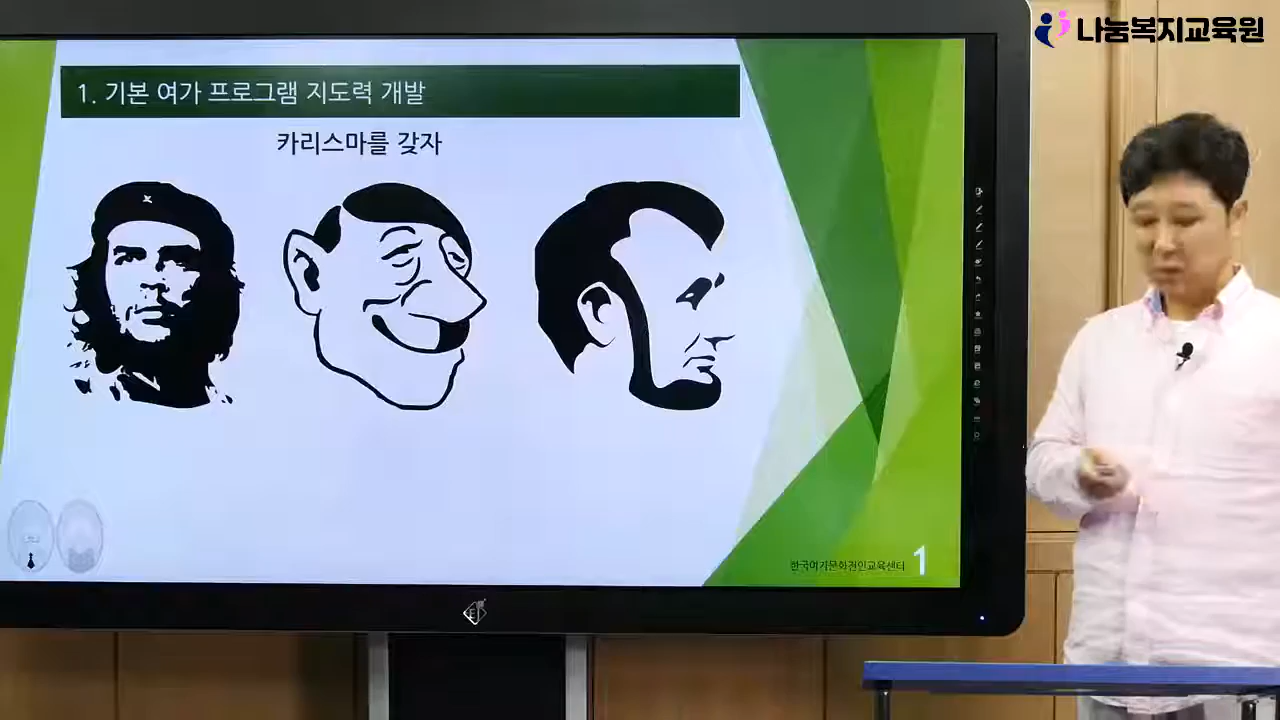 나눔복지교육원
1. 기본 여가 프로그램 지도력 개발
카리스마를 갖자
한국여가문화전인교육센터
1